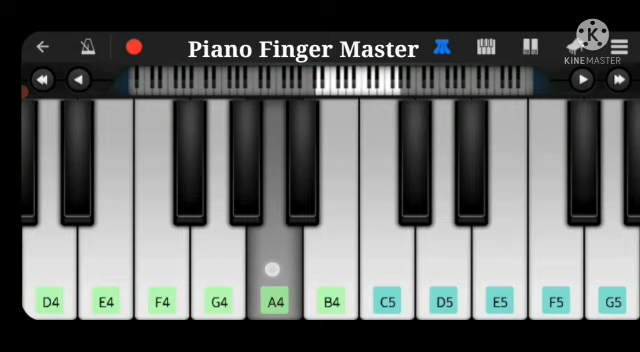 Piano Finger Master
K
KINEMASTER
D4 E4 F4 G4 A4 B4 C5 D5 E5 F5 G5